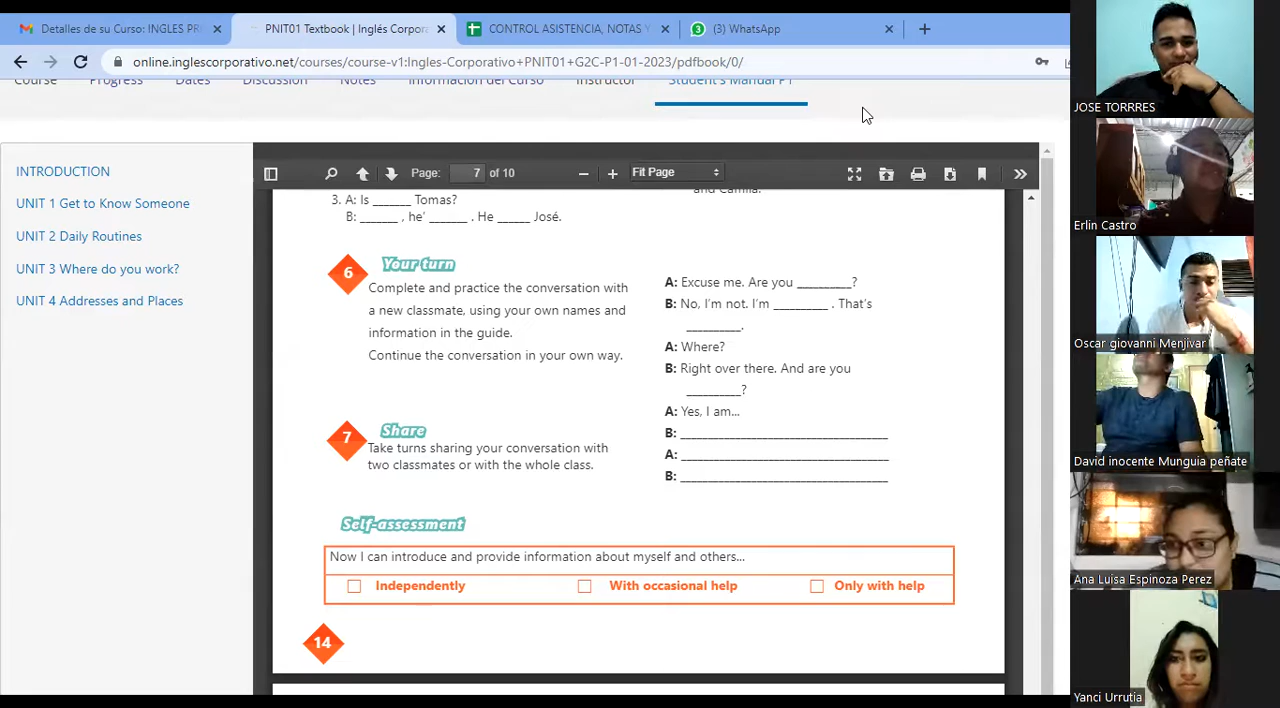 Detalles de su Curso: INGLES PR
PNIT01 Textbook | Inglés Corpor
CONTROL ASISTENCIA, NOTAS Y
(3) WhatsApp
online.inglescorporativo.net/courses/course-v1:Ingles-Corporativo+PNIT01+G2C-P1-01-2023/pdfbook/0/
Course Progress Dates Discussion Notes Información del Curso Instructor Student's Manual P1
INTRODUCTION
UNIT 1 Get to Know Someone
UNIT 2 Daily Routines
UNIT 3 Where do you work?
UNIT 4 Addresses and Places
Page: 7 of 10 Fit Page
and Camila.
3. A: Is _______ Tomas?
B: _______ , he' _______ . He ______ José.
6 Your turn
Complete and practice the conversation with
a new classmate, using your own names and
information in the guide.
Continue the conversation in your own way.
A: Excuse me. Are you ________?
B: No, I'm not. I'm ________ . That's
________.
A: Where?
B: Right over there. And are you
________?
A: Yes, I am...
B: ______________________________
A: ______________________________
B: ______________________________
7 Share
Take turns sharing your conversation with
two classmates or with the whole class.
Self-assessment
Now I can introduce and provide information about myself and others...
Independently With occasional help Only with help
14
JOSE TORRRES
Erlin Castro
Oscar giovanni Menjivar
David inocente Munguia peñate
Ana Luisa Espinoza Perez
Yanci Urrutia